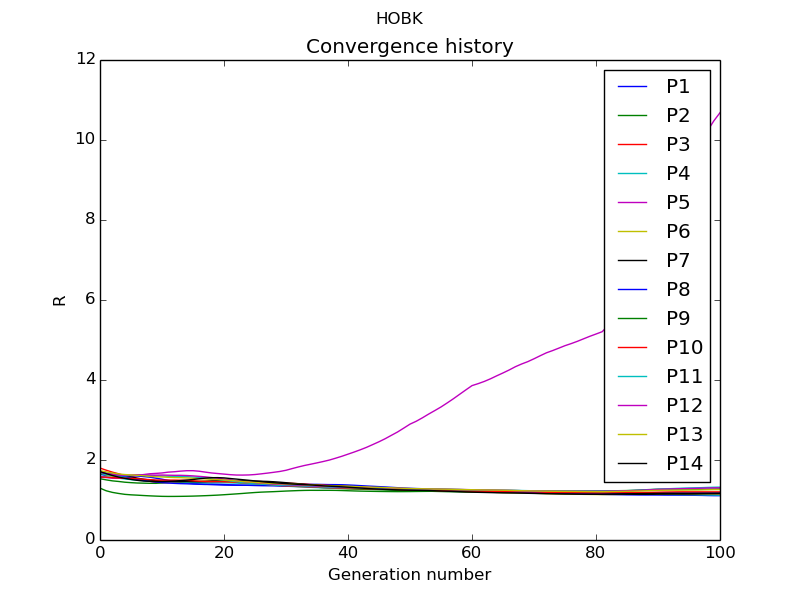 HOBK
Convergence history
12
10
8
6
4
2
0
R
0 20 40 60 80 100
Generation number
P1
P2
P3
P4
P5
P6
P7
P8
P9
P10
P11
P12
P13
P14